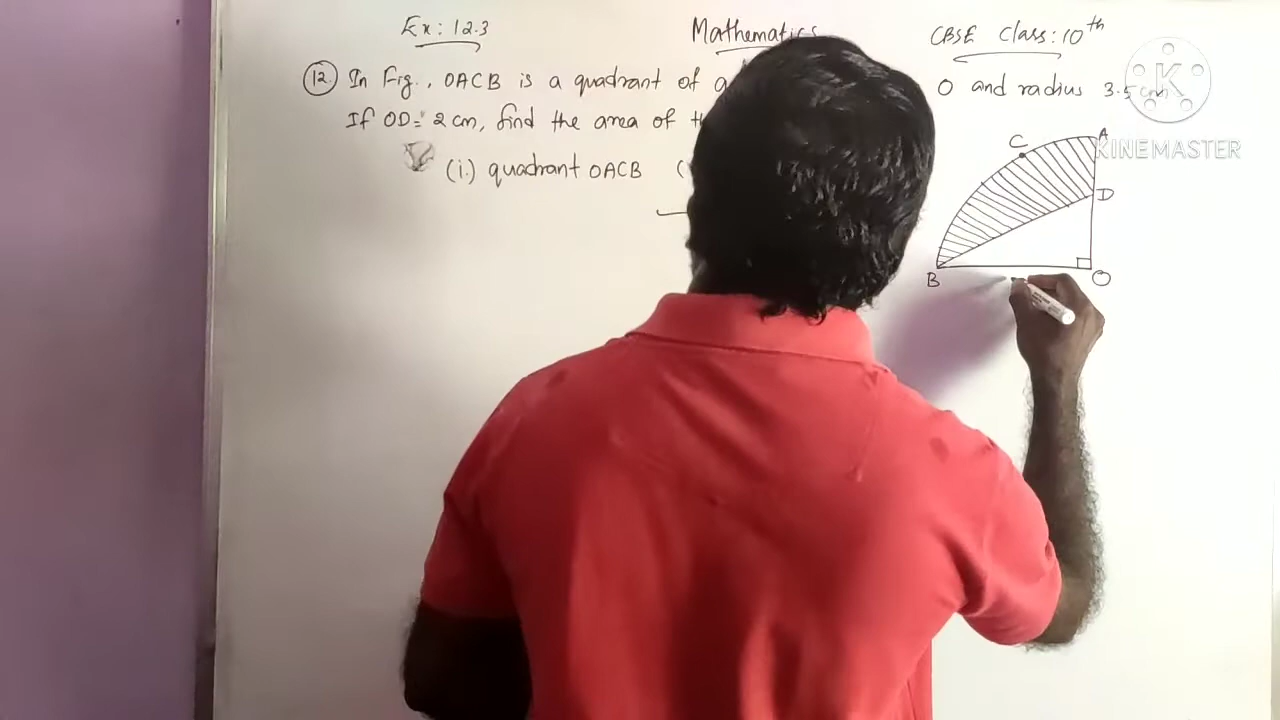 Ex: 12.3
Mathematics
CBSE Class: 10th
(12) In Fig., OACB is a quadrant of a O and radius 3.5 cm
If OD = 2 cm, find the area of
(i.) quadrant OACB (
C
A
D
B
O
K
KINEMASTER